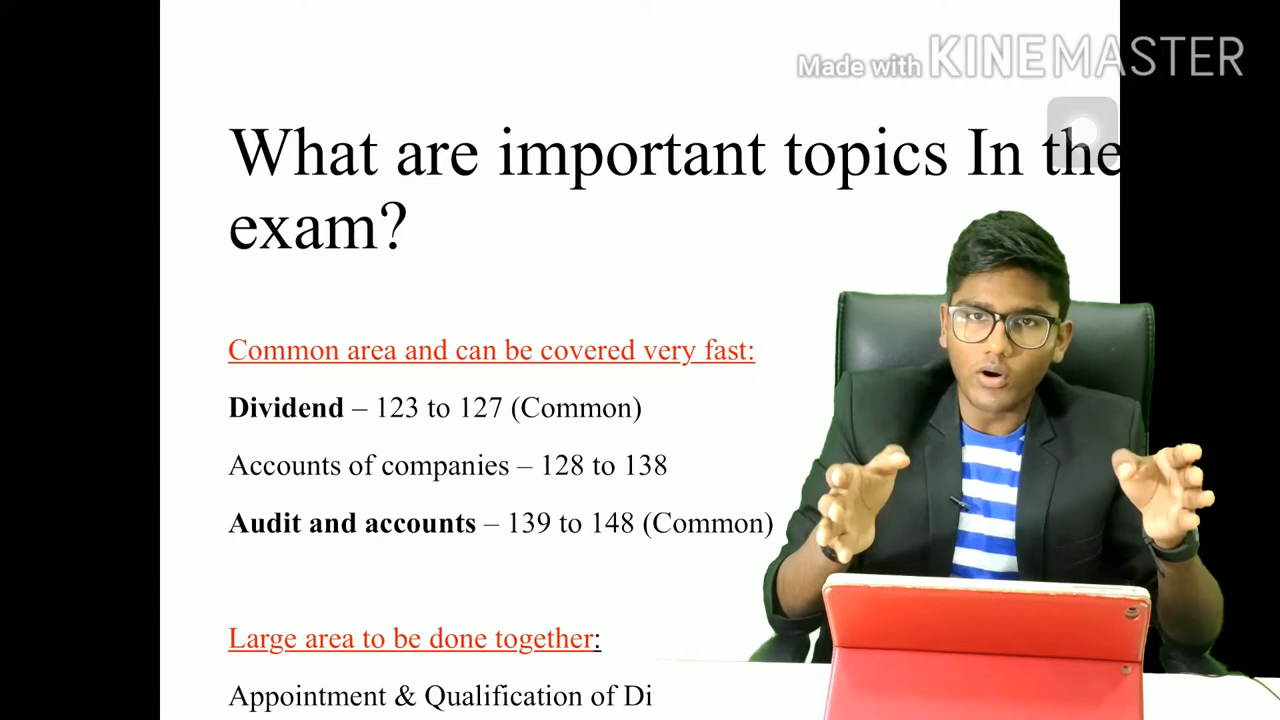 Made with KINEMASTER
What are important topics In the
exam?
Common area and can be covered very fast:
Dividend – 123 to 127 (Common)
Accounts of companies – 128 to 138
Audit and accounts – 139 to 148 (Common)
Large area to be done together:
Appointment & Qualification of Di